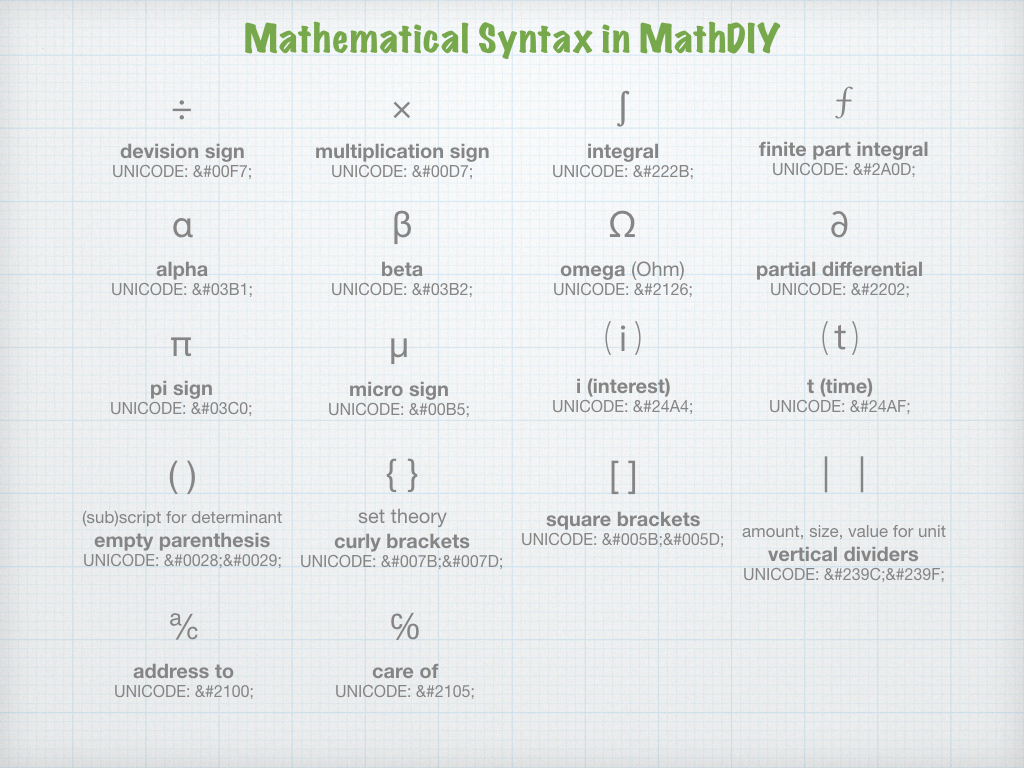 Mathematical Syntax in MathDIY
÷ × ∫ ⨍
devision sign multiplication sign integral finite part integral
UNICODE: &#00F7; UNICODE: &#00D7; UNICODE: &#222B; UNICODE: &#2A0D;
α β Ω ∂
alpha beta omega (Ohm) partial differential
UNICODE: &#03B1; UNICODE: &#03B2; UNICODE: &#2126; UNICODE: &#2202;
π µ ( i ) ( t )
pi sign micro sign i (interest) t (time)
UNICODE: &#03C0; UNICODE: &#00B5; UNICODE: &#24A4; UNICODE: &#24AF;
( ) { } [ ] | |
(sub)script for determinant set theory square brackets amount, size, value for unit
empty parenthesis curly brackets UNICODE: &#005B;&#005D; vertical dividers
UNICODE: &#0028;&#0029; UNICODE: &#007B;&#007D; UNICODE: &#239C;&#239F;
℀ ℅
address to care of
UNICODE: &#2100; UNICODE: &#2105;